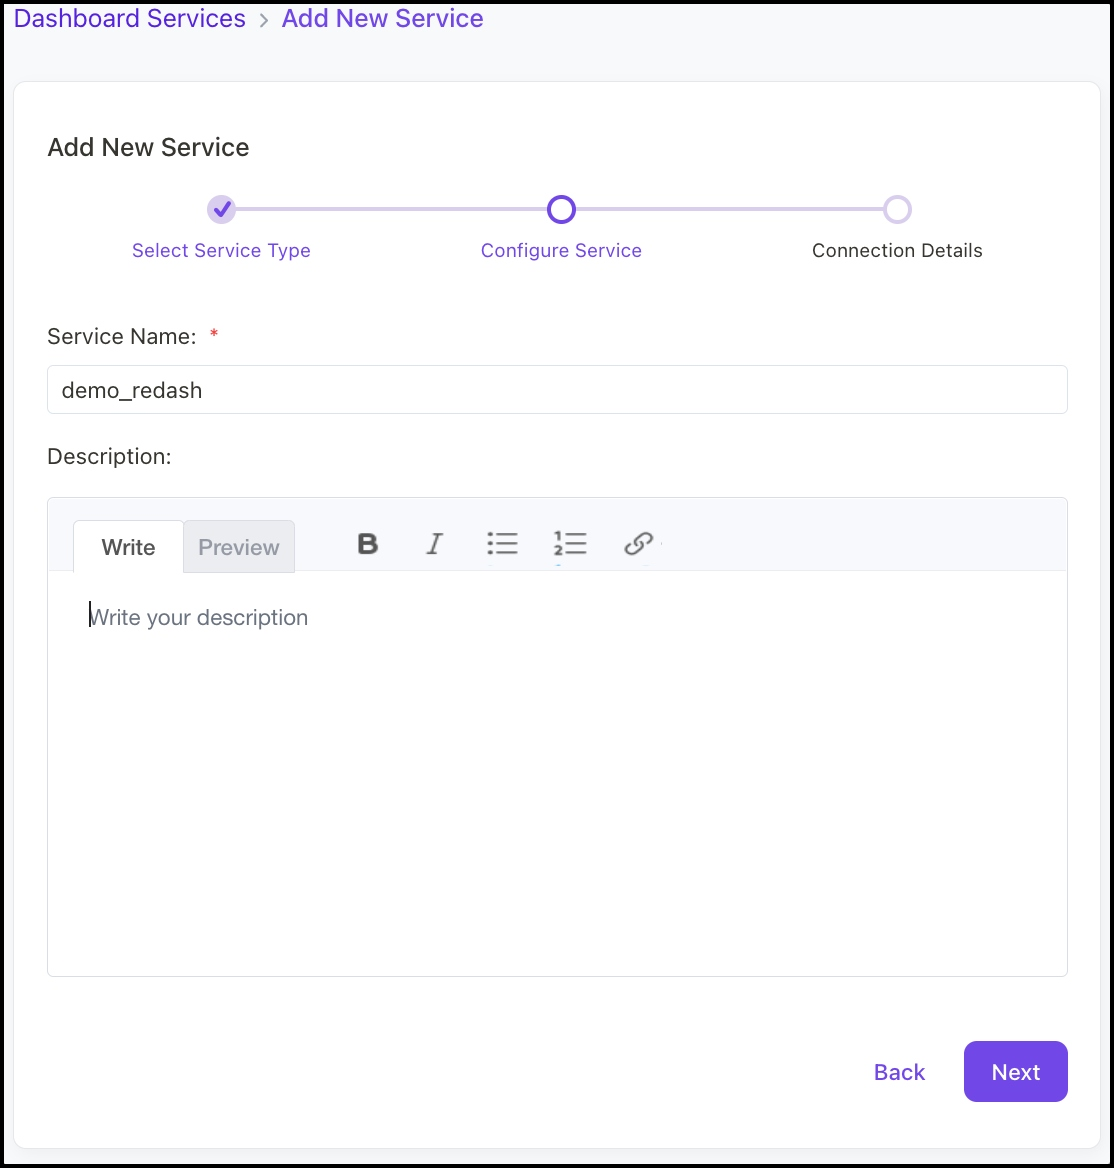 Dashboard Services > Add New Service
Add New Service
Select Service Type Configure Service Connection Details
Service Name: *
demo_redash
Description:
Write Preview B I
Write your description
Back Next